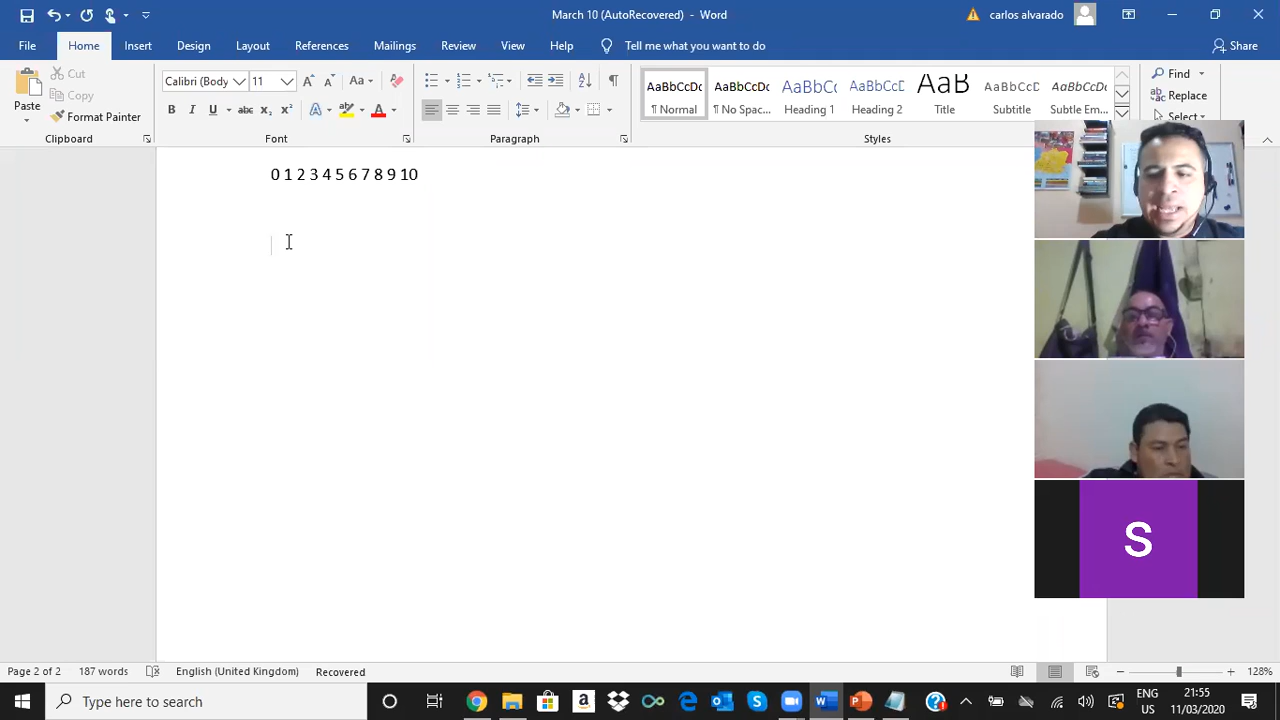 March 10 (AutoRecovered) - Word
carlos alvarado
File Home Insert Design Layout References Mailings Review View Help Tell me what you want to do Share
Paste
Cut
Copy
Format Painter
Clipboard
Calibri (Body 11
Font
Paragraph
AaBbCcDc AaBbCcDc AaBbCc AaBbCcD AaB AaBbCcD AaBbCcDc
¶ Normal ¶ No Spac... Heading 1 Heading 2 Title Subtitle Subtle Em...
Styles
Find
Replace
Select
0 1 2 3 4 5 6 7 8 9 10
S
Page 2 of 2 187 words English (United Kingdom) Recovered 128%
Type here to search
ENG
IN
21:55
11/03/2020